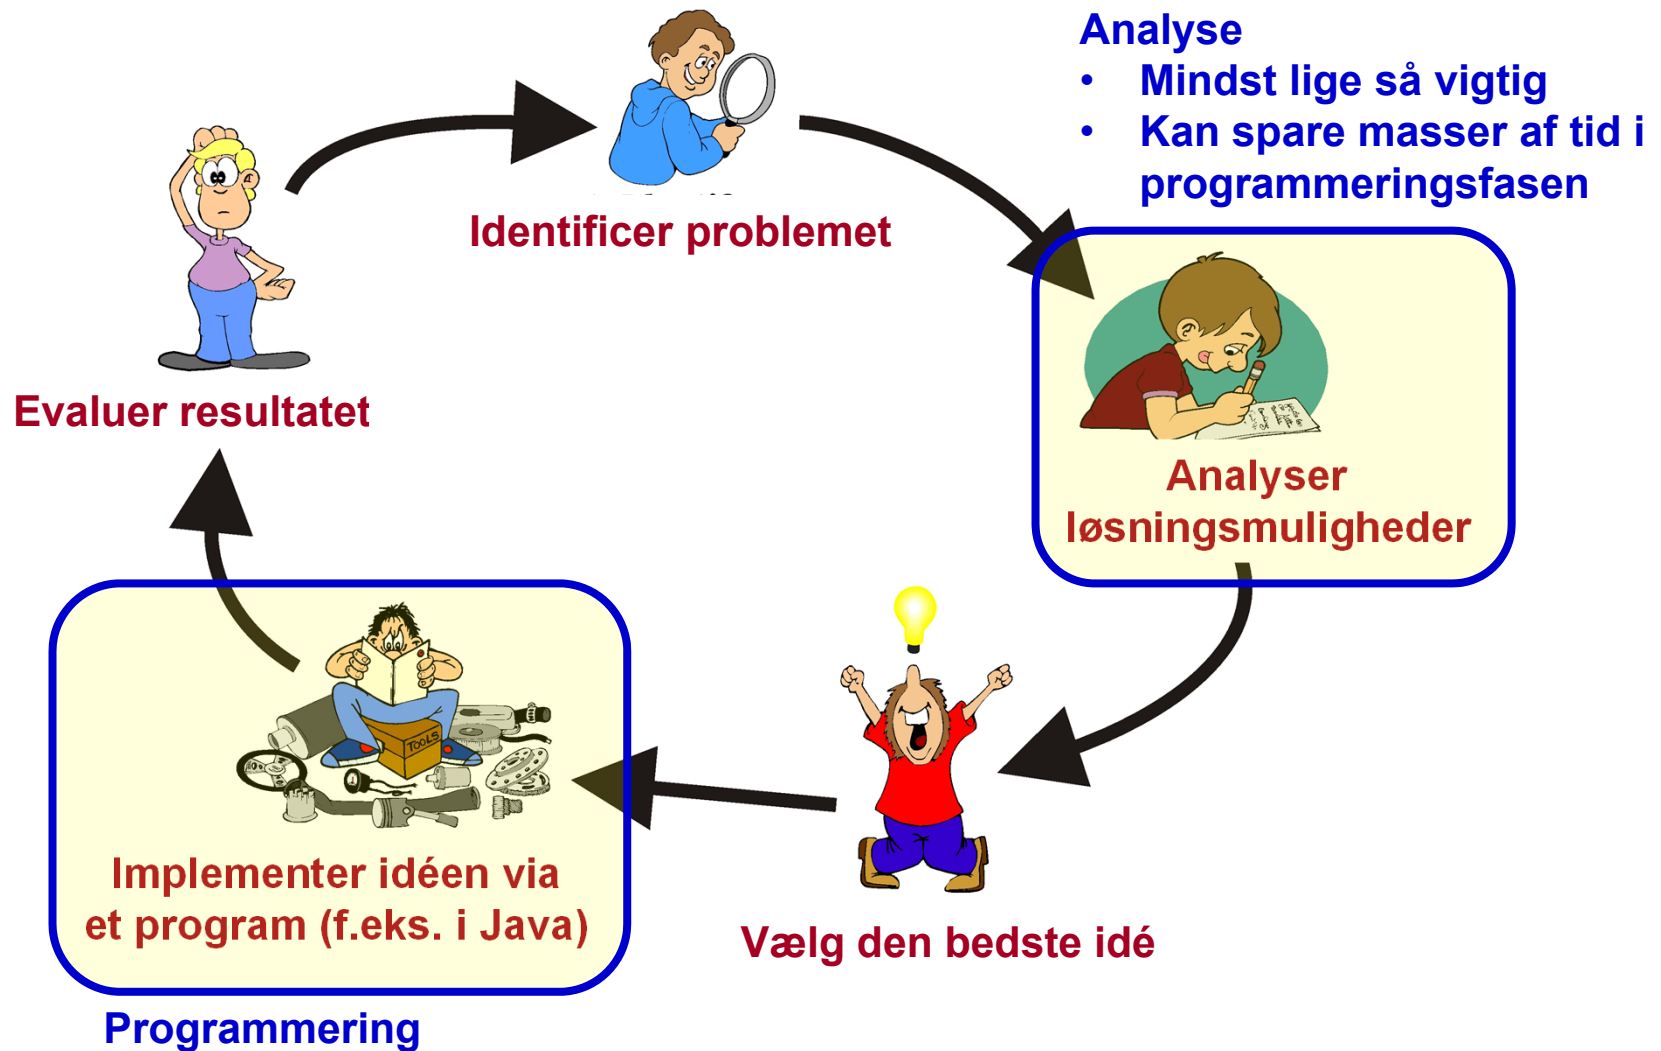 Analyse
• Mindst lige så vigtig
• Kan spare masser af tid i
programmeringsfasen
Identificer problemet
Analyser
løsningsmuligheder
Vælg den bedste idé
TOOLS
Implementer idéen via
et program (f.eks. i Java)
Programmering
Evaluer resultatet